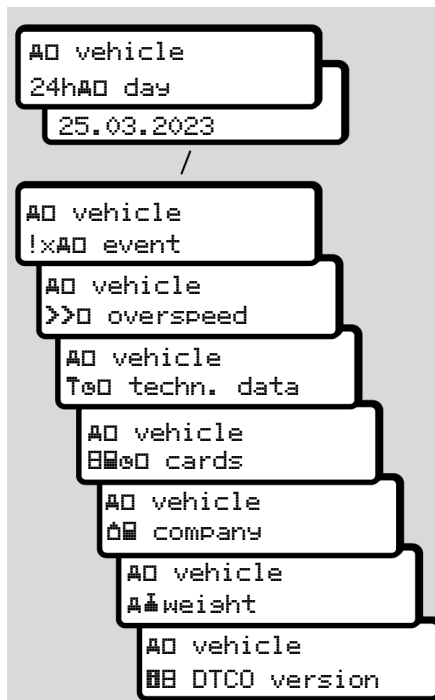 vehicle
24h day
25.03.2023
/
vehicle
!x event
vehicle
>> overspeed
vehicle
techn. data
vehicle
cards
vehicle
company
vehicle
weight
vehicle
DTCO version